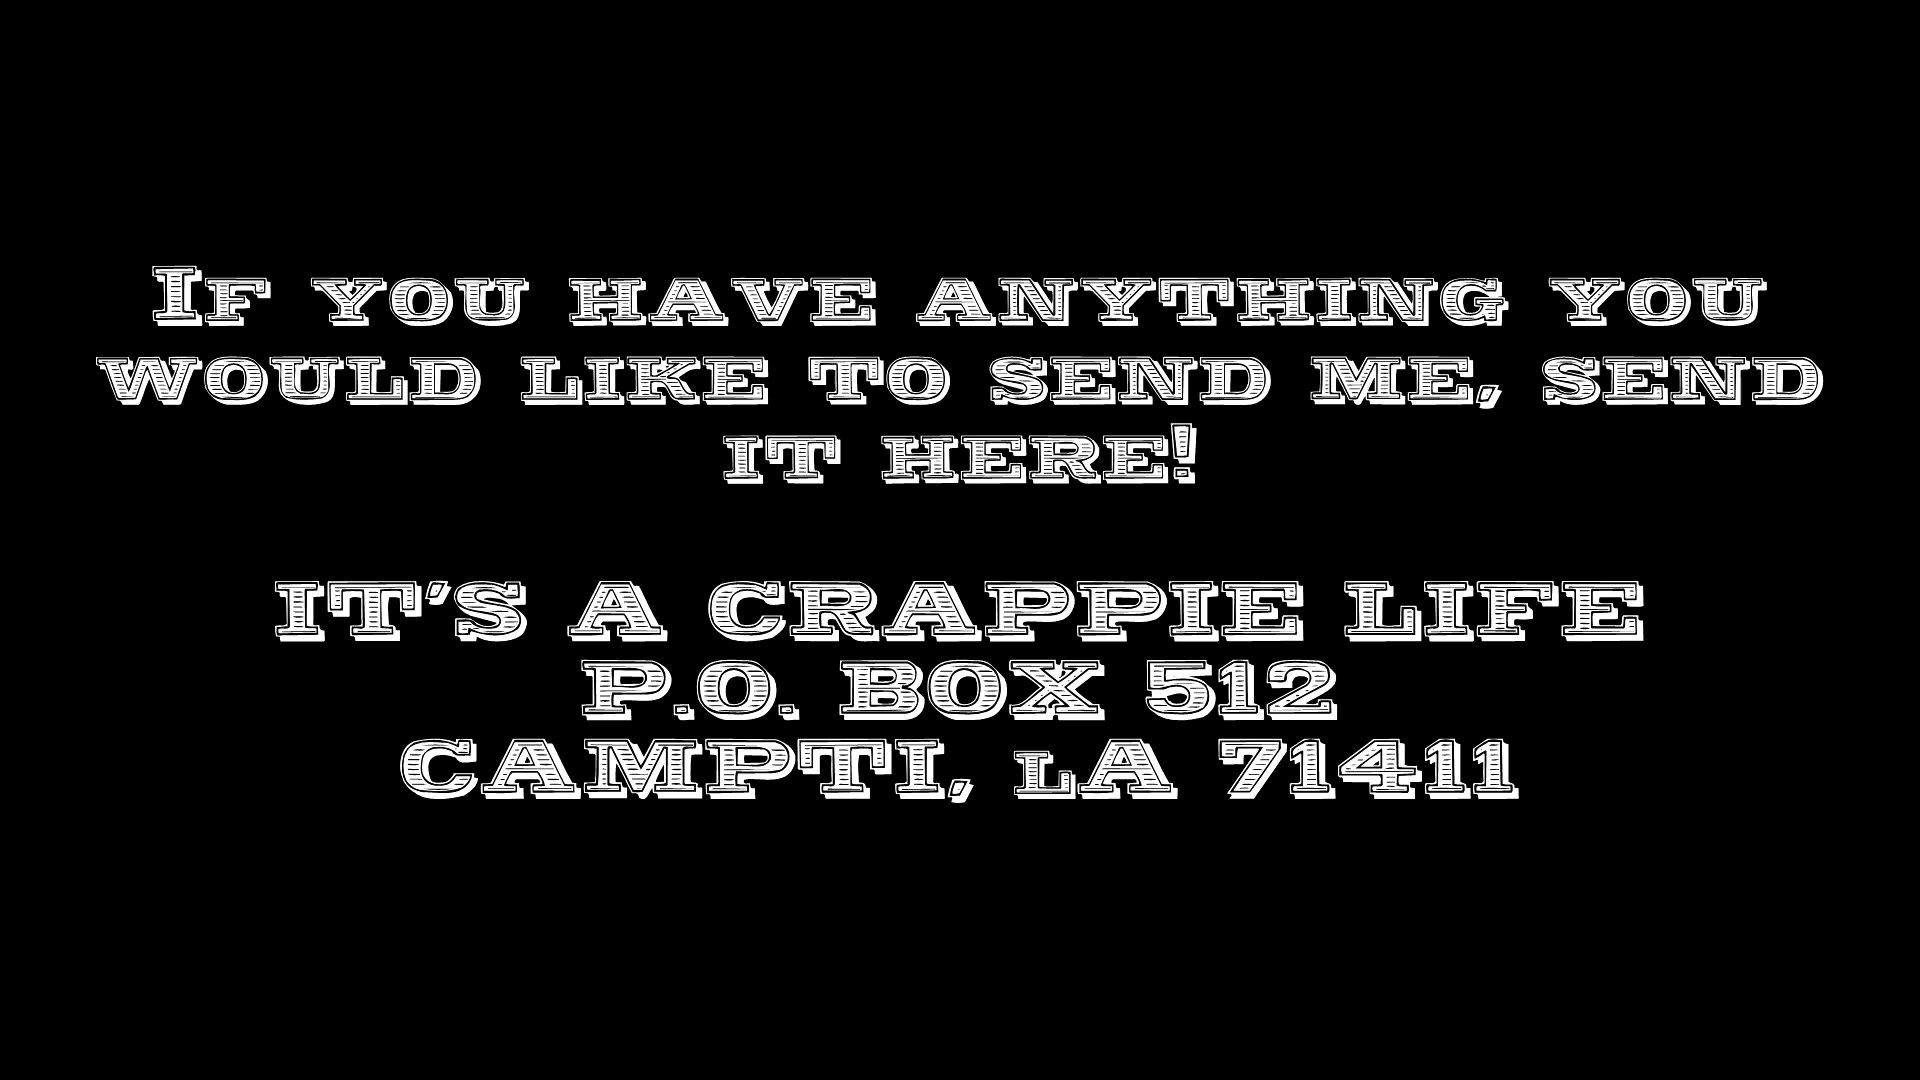 If you have anything you
would like to send me, send
it here!
IT'S A CRAPPIE LIFE
P.O. BOX 512
CAMPTI, lA 71411